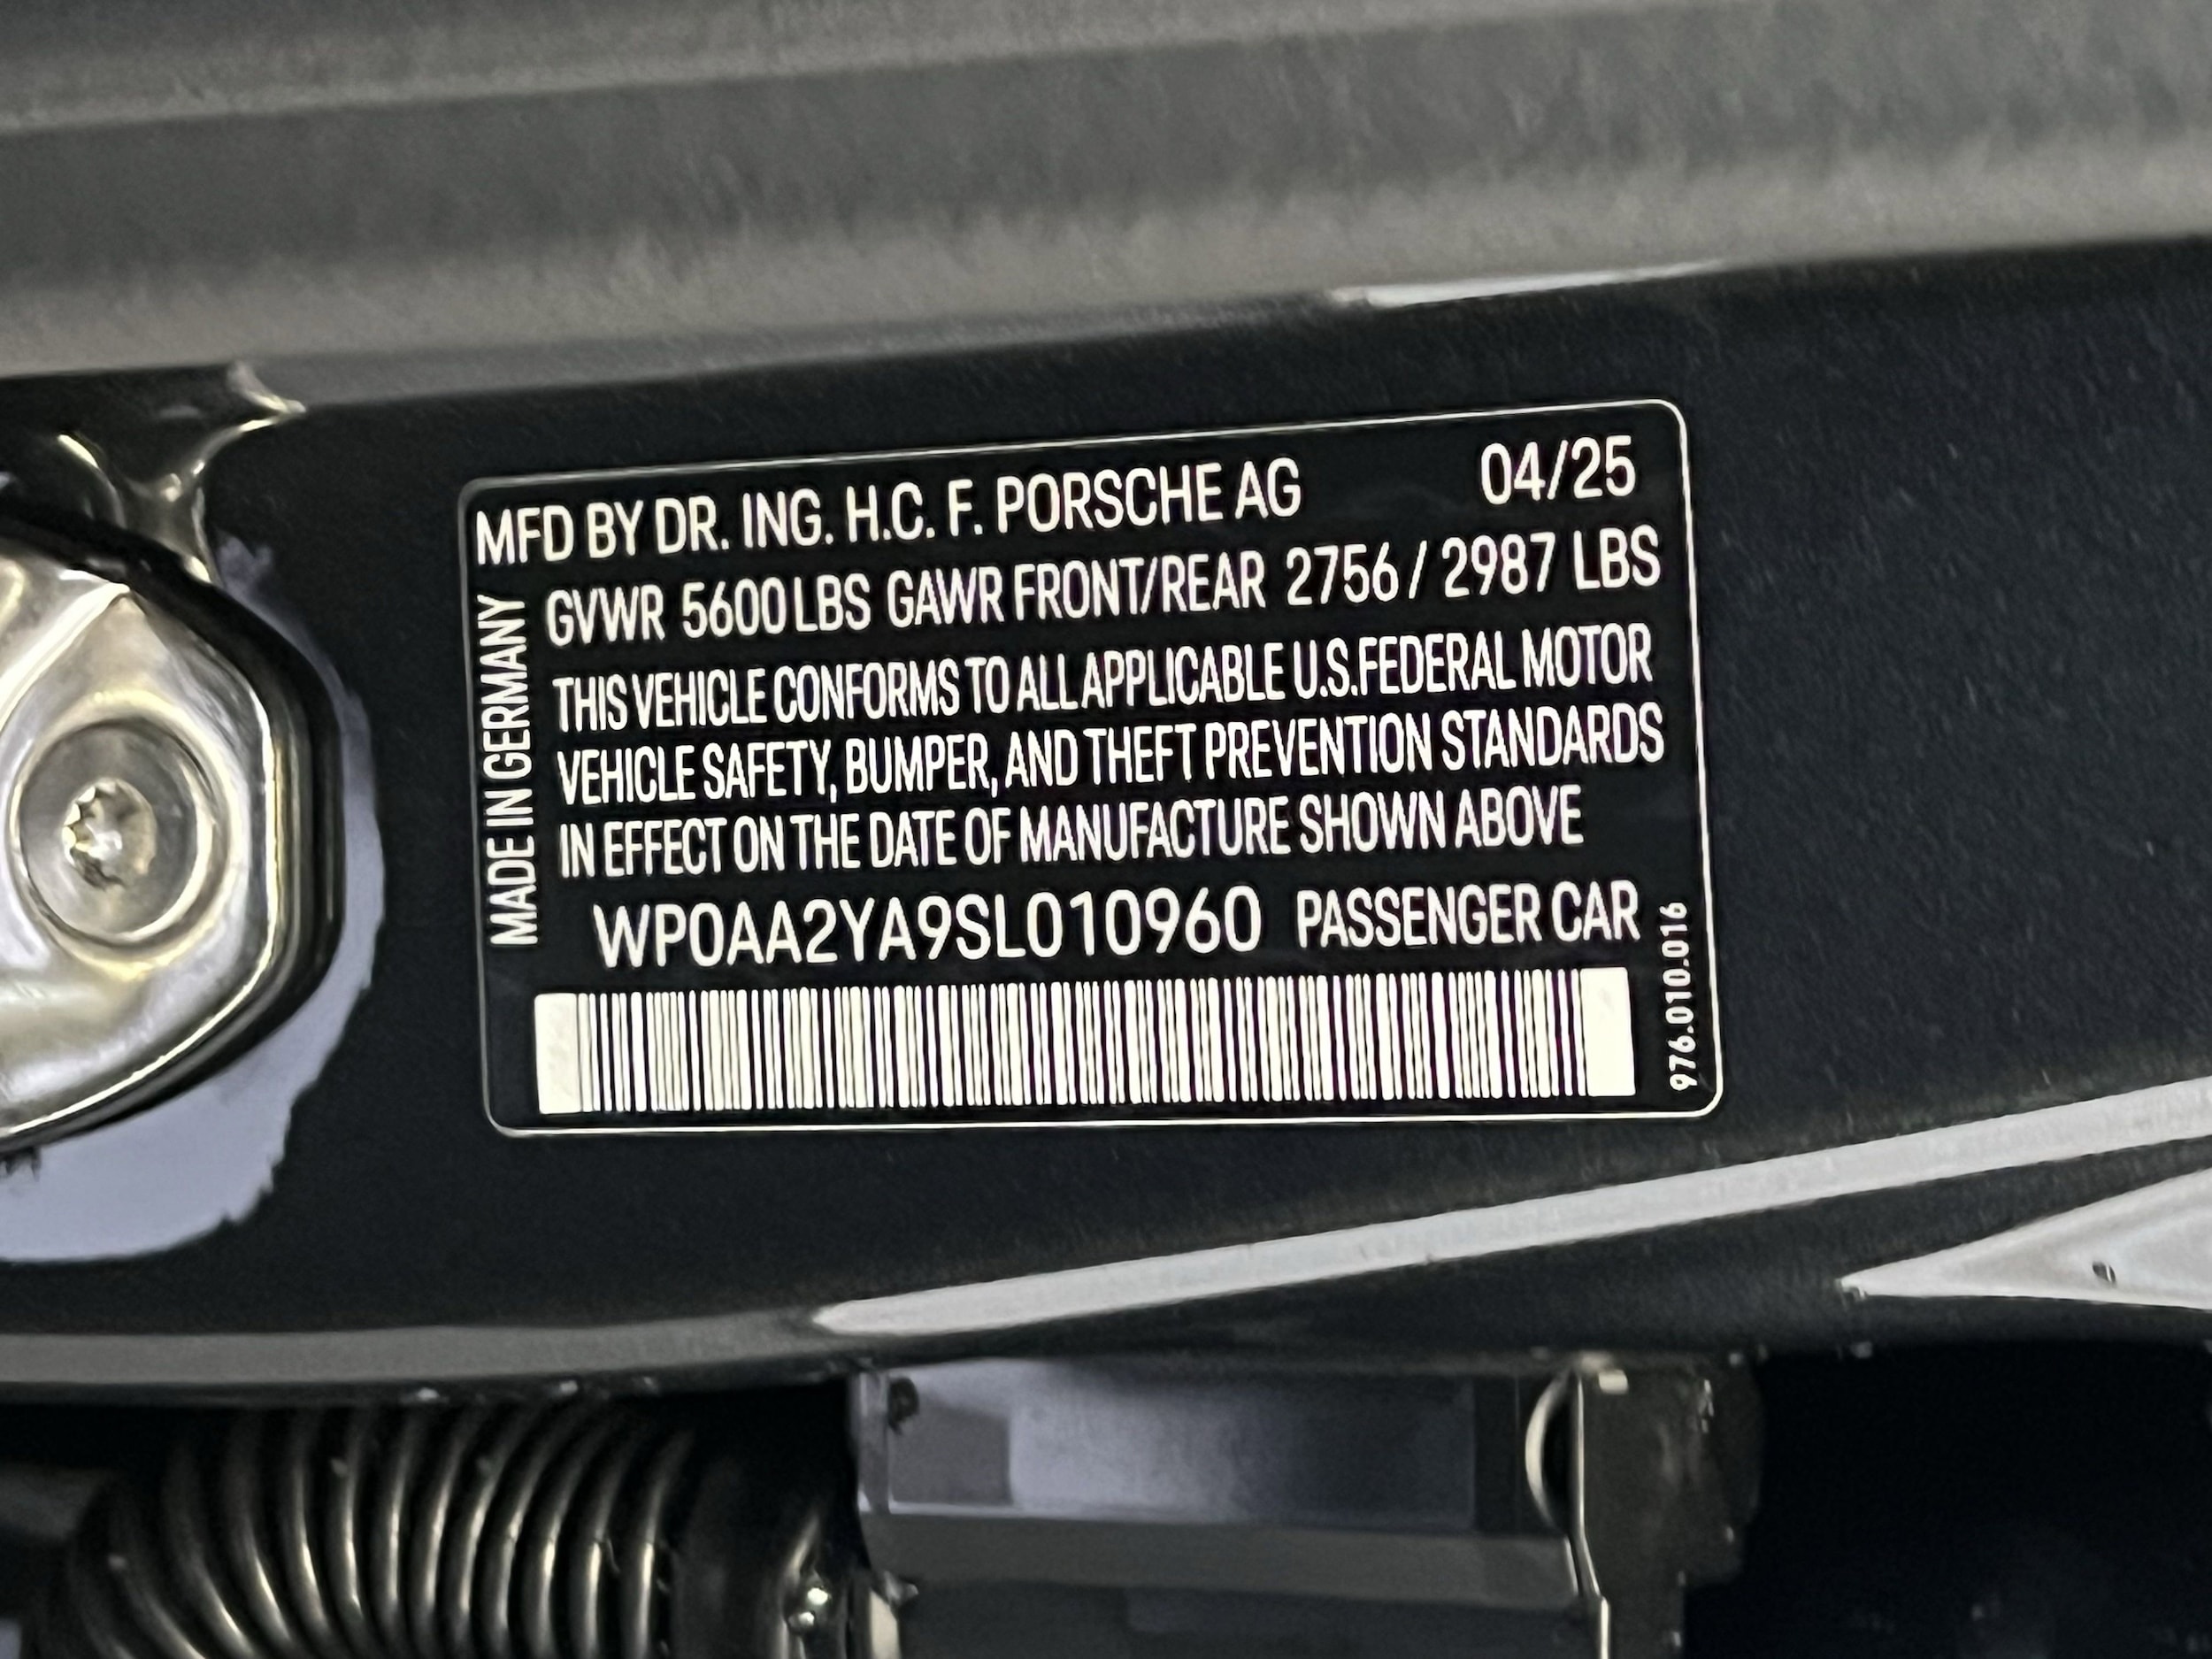 MFD BY DR. ING. H.C. F. PORSCHE AG 04/25
GVWR 5600 LBS GAWR FRONT/REAR 2756 / 2987 LBS
THIS VEHICLE CONFORMS TO ALL APPLICABLE U.S.FEDERAL MOTOR
VEHICLE SAFETY, BUMPER, AND THEFT PREVENTION STANDARDS
IN EFFECT ON THE DATE OF MANUFACTURE SHOWN ABOVE
WP0AA2YA9SL010960 PASSENGER CAR
MADE IN GERMANY
976.010.016